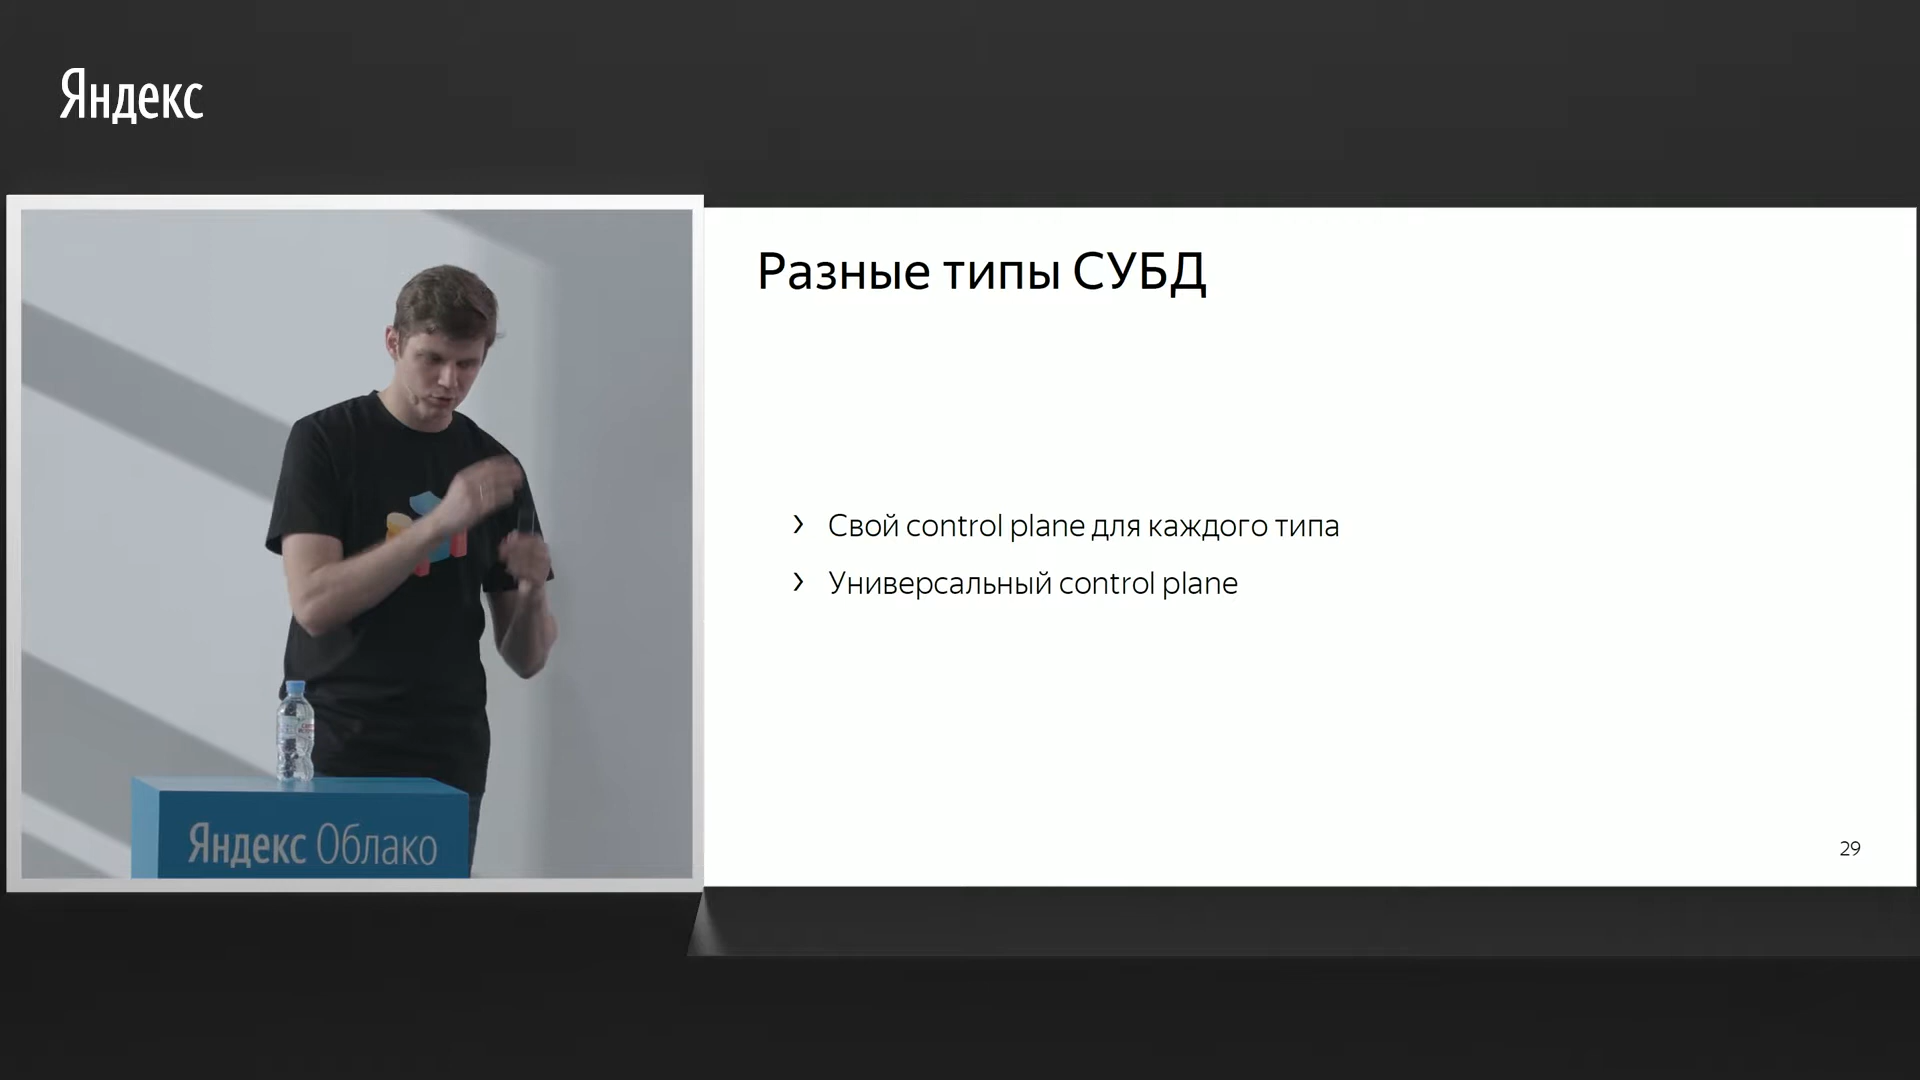 Яндекс
Разные типы СУБД
Свой control plane для каждого типа
Универсальный control plane
29
Яндекс Облако